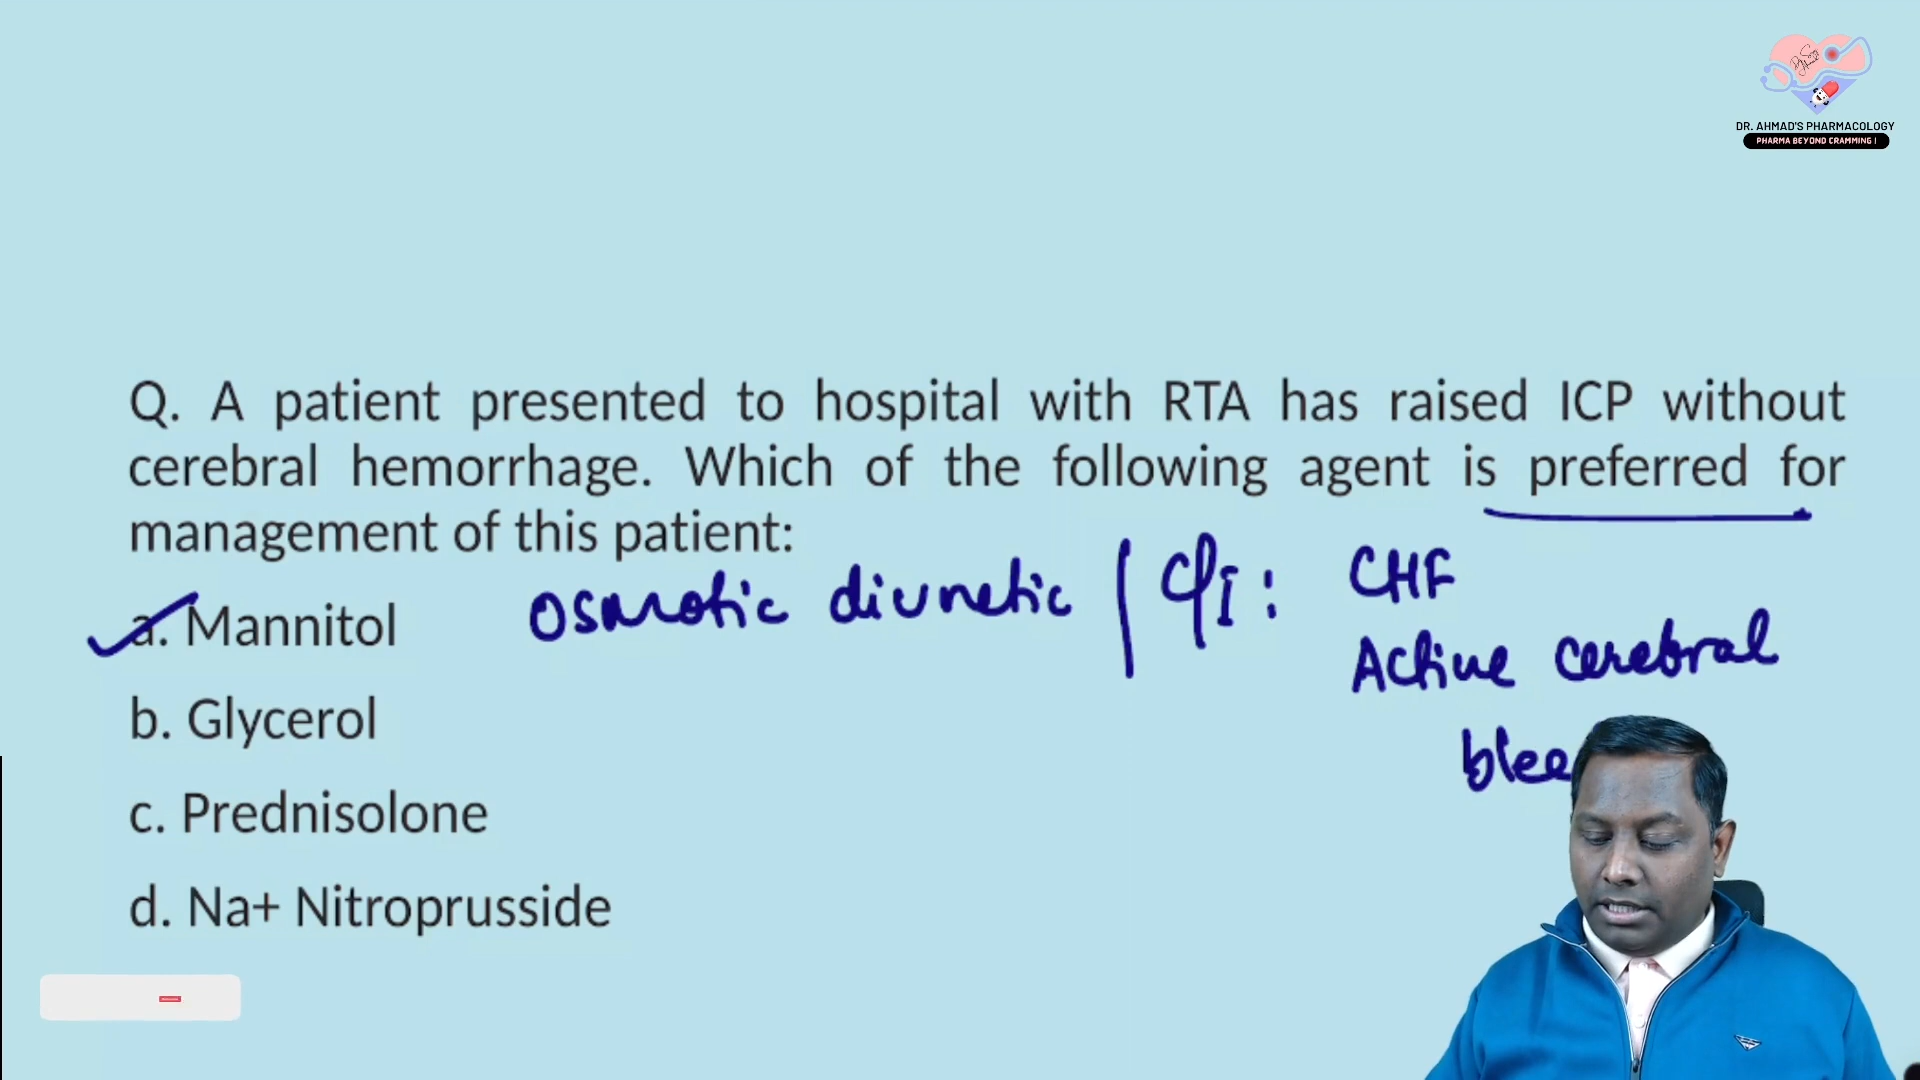 DR. AHMAD'S PHARMACOLOGY
PHARMA BEYOND CRAMMING !
Q. A patient presented to hospital with RTA has raised ICP without
cerebral hemorrhage. Which of the following agent is preferred for
management of this patient:
a. Mannitol
Osmotic diuretic
C/I: CHF
Active cerebral
b. Glycerol
c. Prednisolone
d. Na+ Nitroprusside